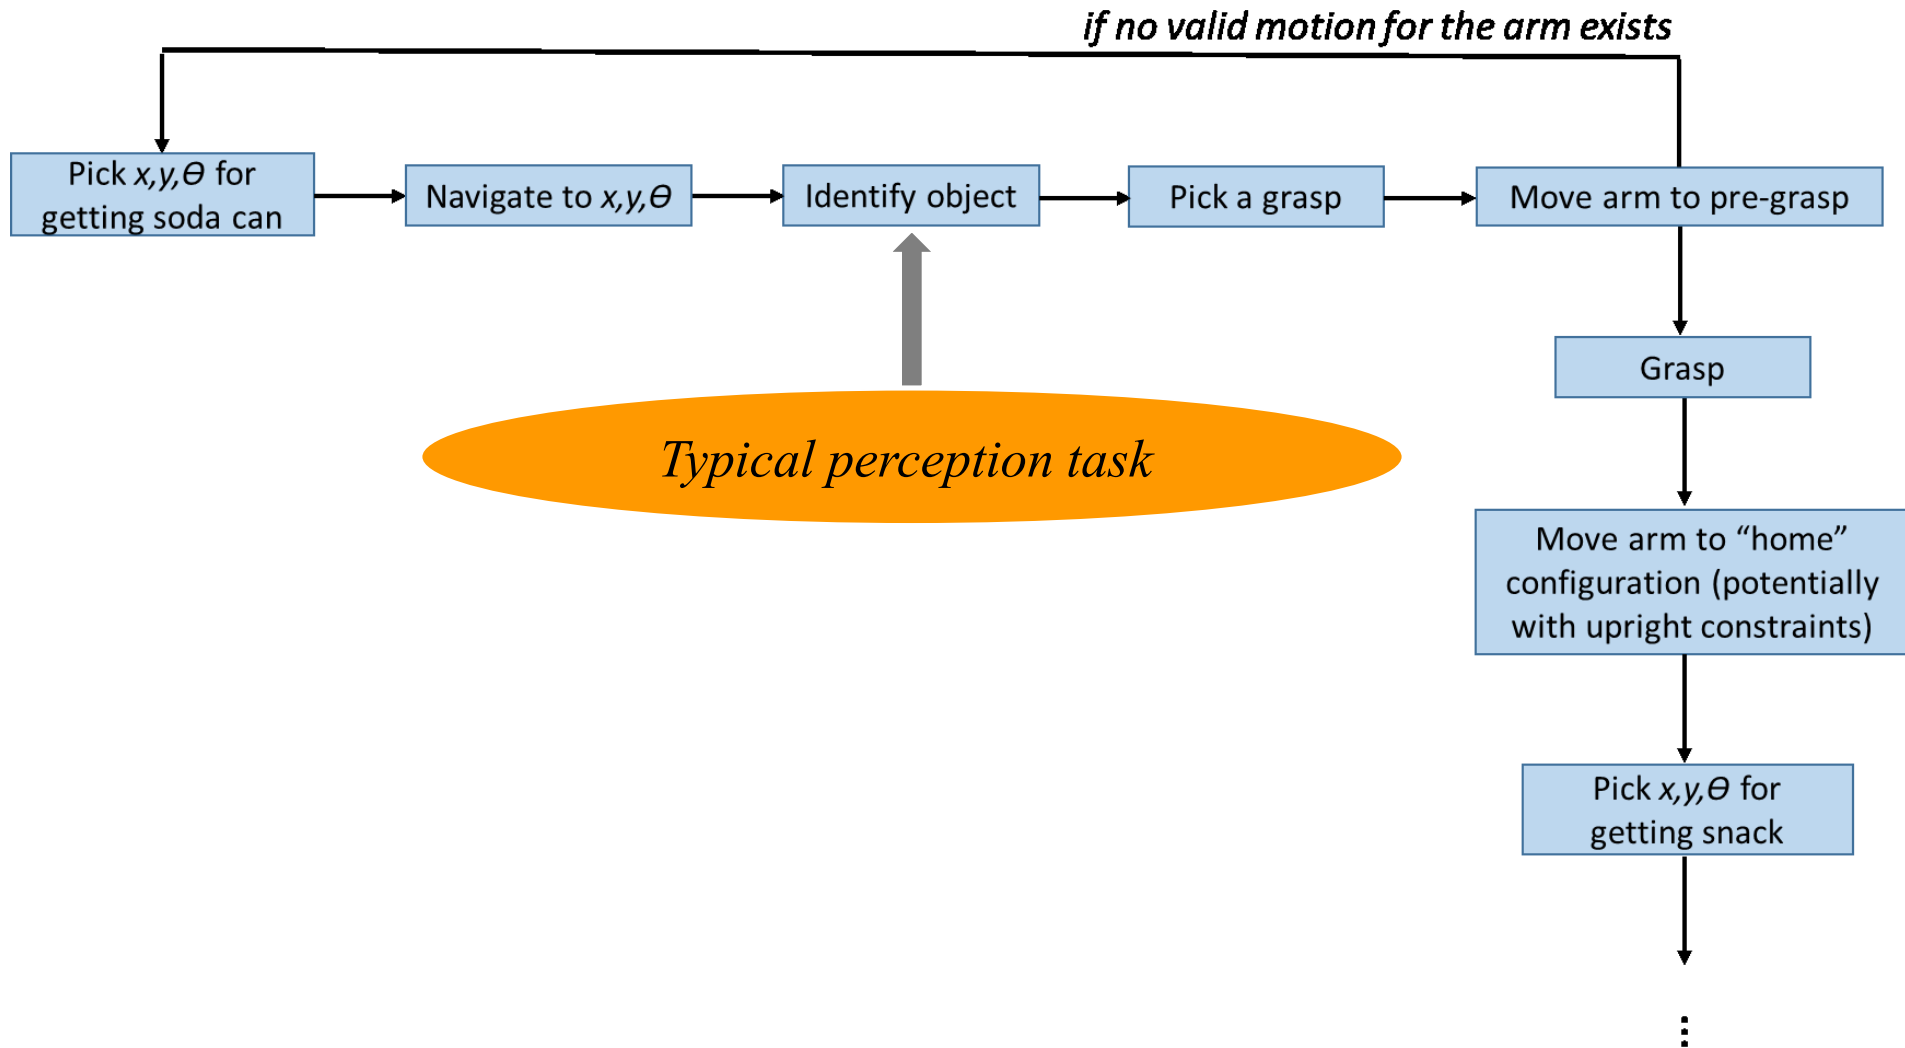 if no valid motion for the arm exists
Pick x,y,Θ for
getting soda can
Navigate to x,y,Θ
Identify object
Pick a grasp
Move arm to pre-grasp
Grasp
Typical perception task
Move arm to “home”
configuration (potentially
with upright constraints)
Pick x,y,Θ for
getting snack
⋮